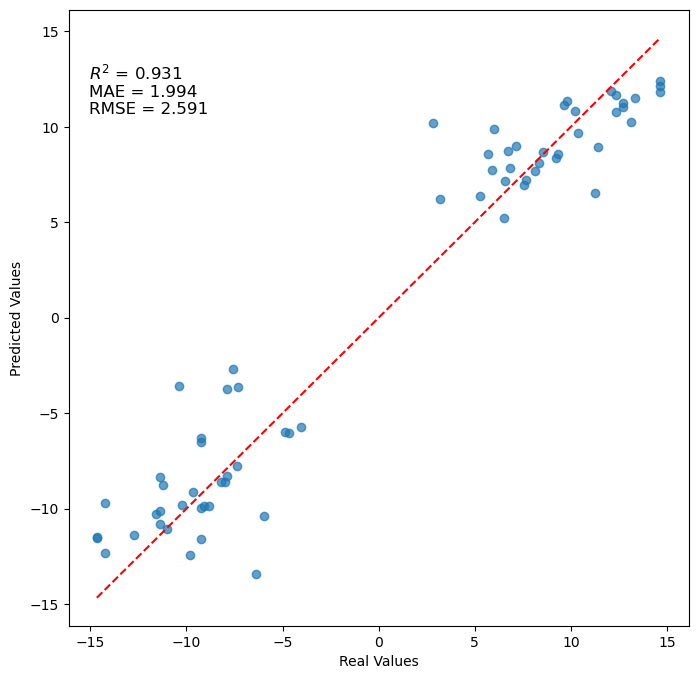 15
10
5
0
−5
−10
−15
Predicted Values
R² = 0.931
MAE = 1.994
RMSE = 2.591
−15 −10 −5 0 5 10 15
Real Values